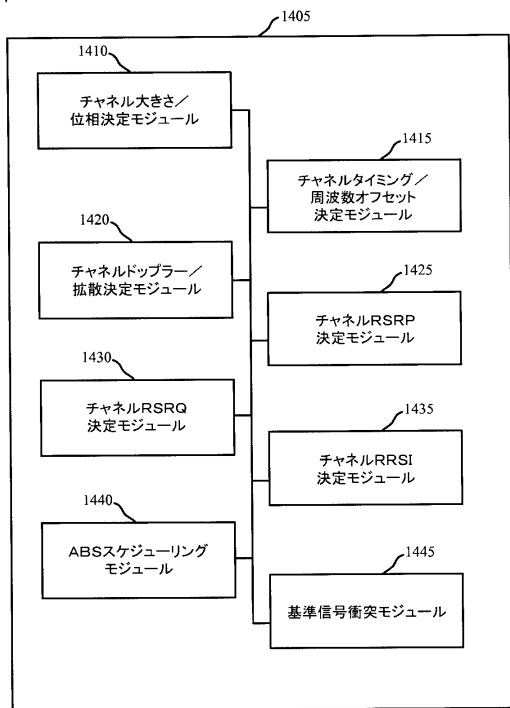 1405
1410
チャネル大きさ／
位相決定モジュール
1415
チャネルタイミング／
周波数オフセット
決定モジュール
1420
チャネルドップラー／
拡散決定モジュール
1425
チャネルRSRP
決定モジュール
1430
チャネルRSRQ
決定モジュール
1435
チャネルRRSI
決定モジュール
1440
ABSスケジューリング
モジュール
1445
基準信号衝突モジュール